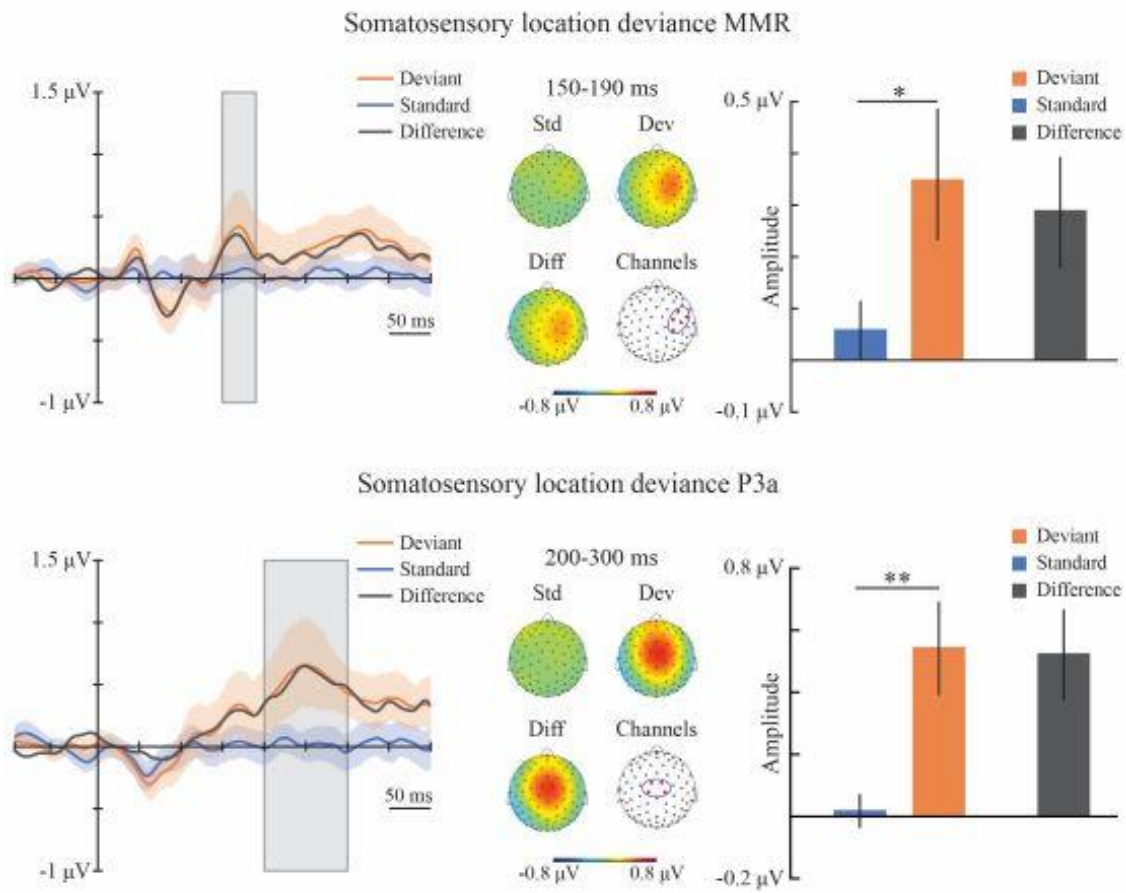 Somatosensory location deviance MMR
1.5 μV
-1 μV
Deviant
Standard
Difference
50 ms
150-190 ms
Std
Dev
Diff
Channels
-0.8 μV
0.8 μV
0.5 μV
Amplitude
-0.1 μV
*
Deviant
Standard
Difference
Somatosensory location deviance P3a
1.5 μV
-1 μV
Deviant
Standard
Difference
50 ms
200-300 ms
Std
Dev
Diff
Channels
-0.8 μV
0.8 μV
0.8 μV
Amplitude
-0.2 μV
**
Deviant
Standard
Difference